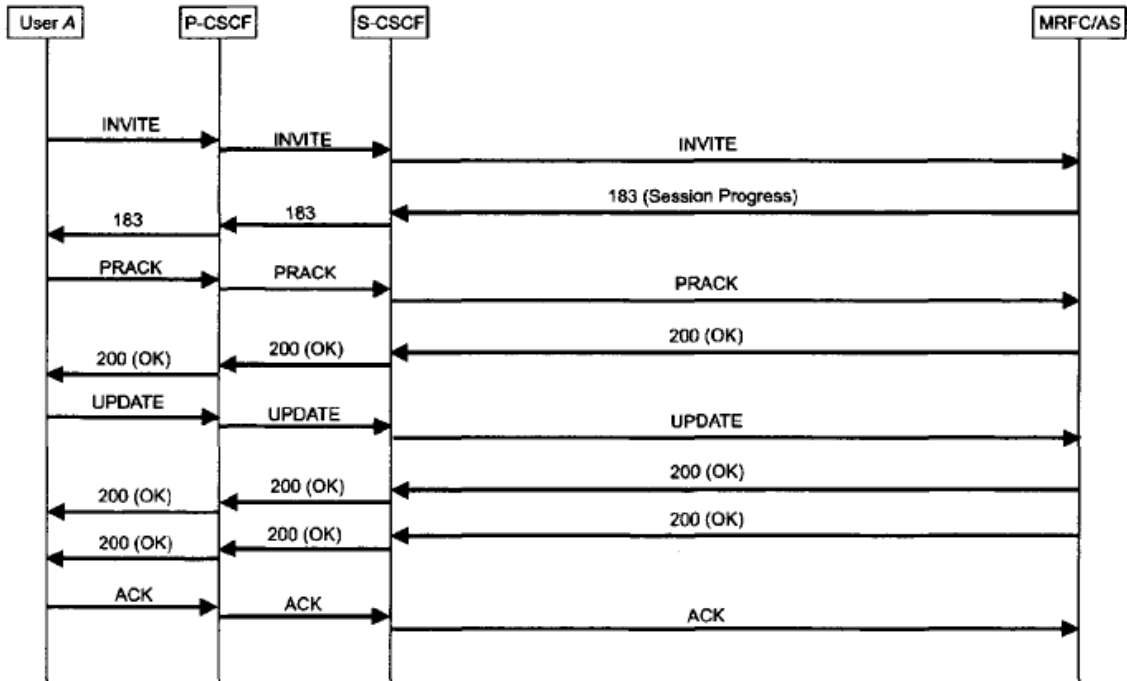 User A
P-CSCF
S-CSCF
MRFC/AS
INVITE
INVITE
INVITE
183 (Session Progress)
183
183
PRACK
PRACK
PRACK
200 (OK)
200 (OK)
200 (OK)
UPDATE
UPDATE
UPDATE
200 (OK)
200 (OK)
200 (OK)
200 (OK)
200 (OK)
200 (OK)
ACK
ACK
ACK